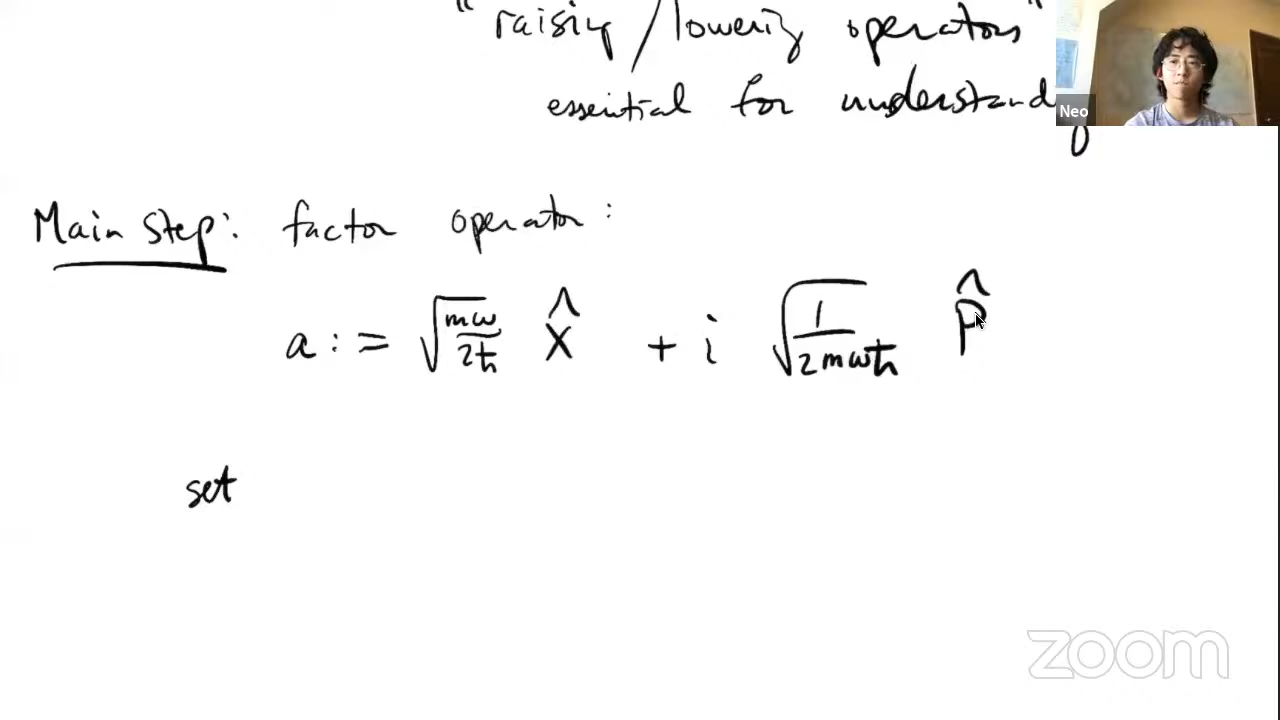 "raising/lowering operators"
essential for understand
Neo
Main step: factor operator:
a := √(mω/2ħ) X̂ + i √(1/2mωħ) P̂
set
zoom